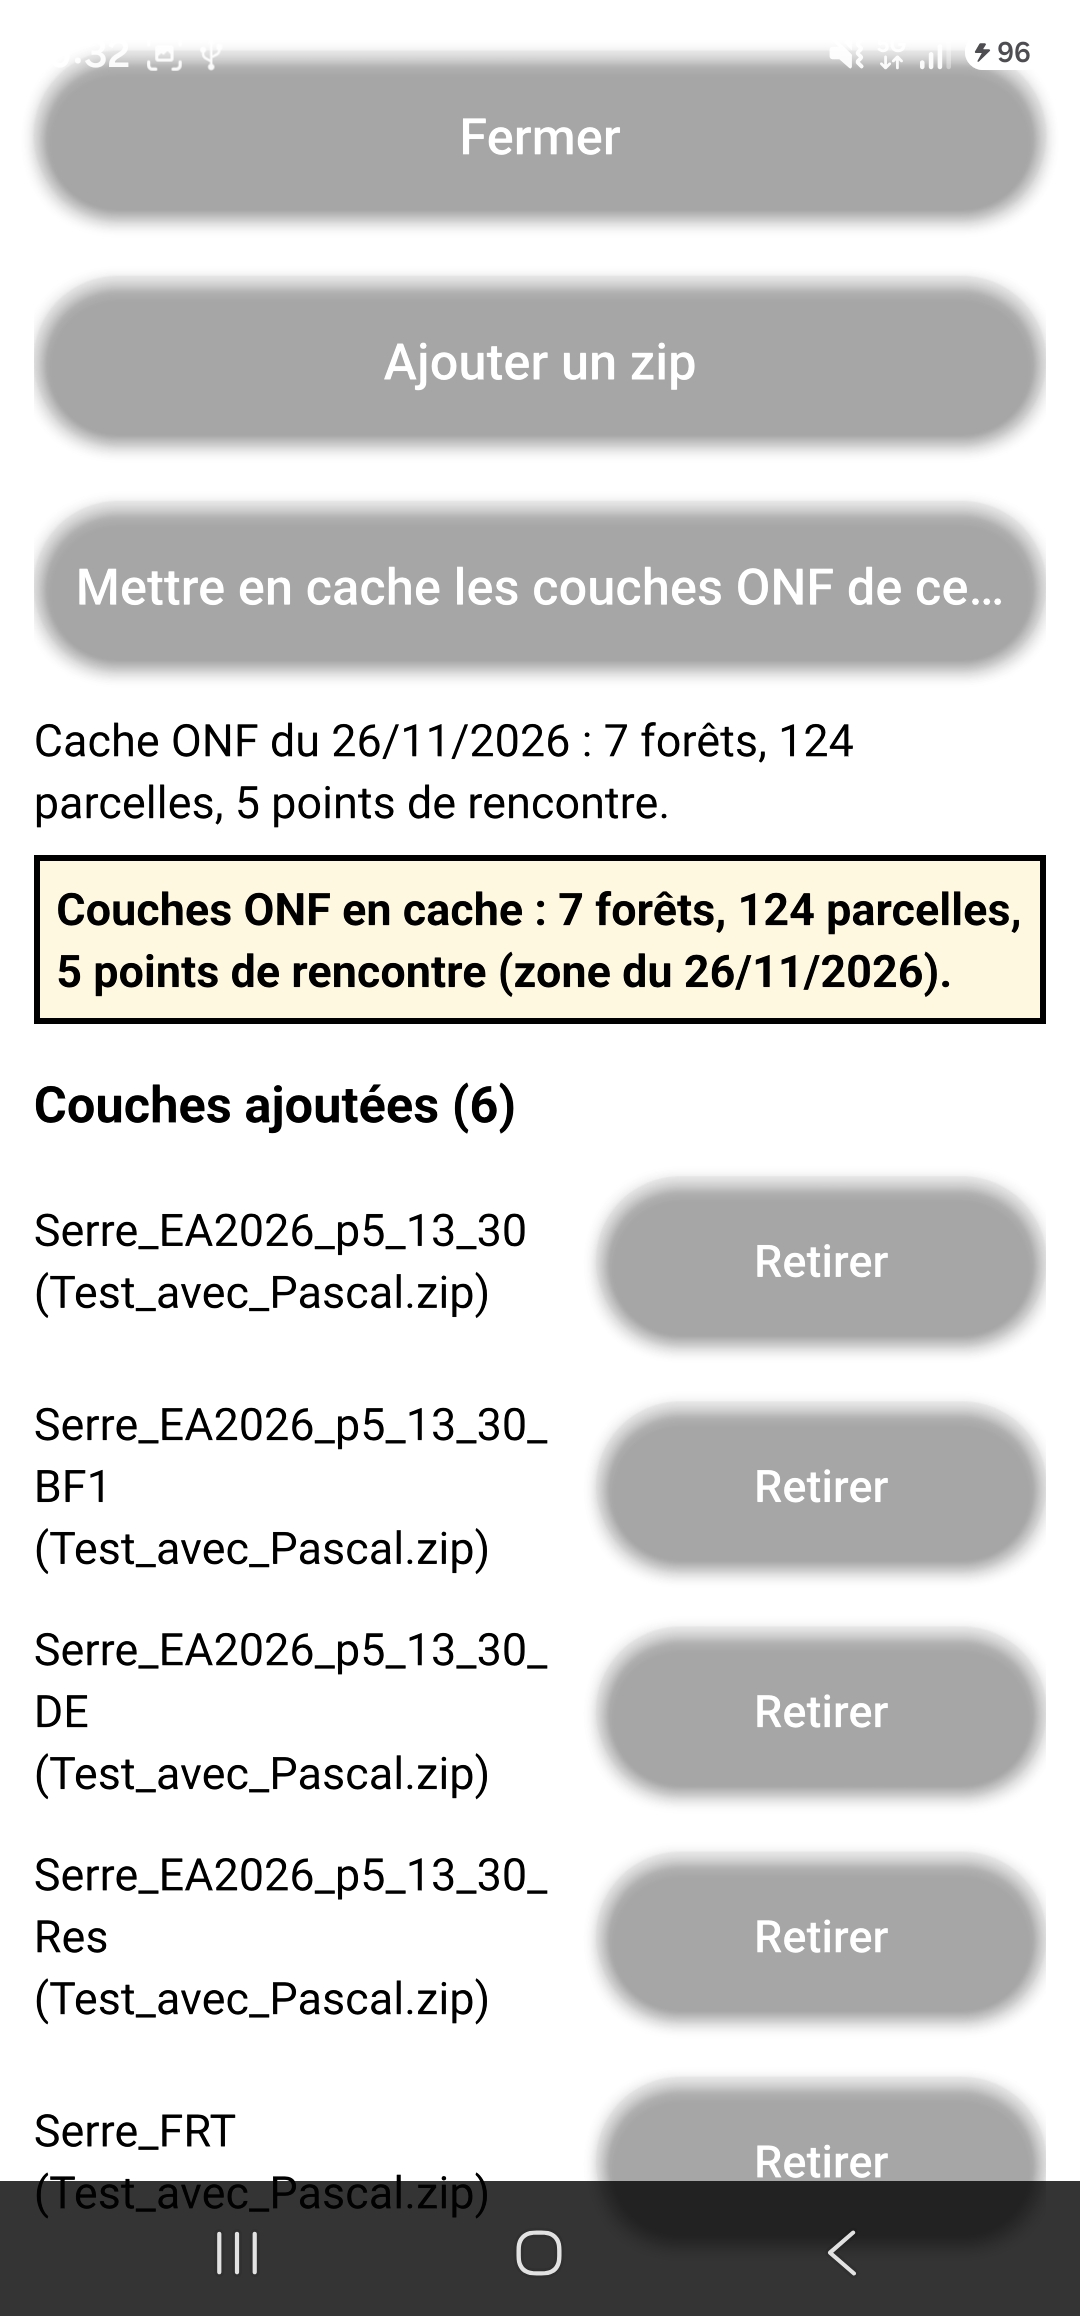 96
Fermer
Ajouter un zip
Mettre en cache les couches ONF de ce...
Cache ONF du 26/11/2026 : 7 forêts, 124
parcelles, 5 points de rencontre.
Couches ONF en cache : 7 forêts, 124 parcelles,
5 points de rencontre (zone du 26/11/2026).
Couches ajoutées (6)
Serre_EA2026_p5_13_30
(Test_avec_Pascal.zip)
Retirer
Serre_EA2026_p5_13_30_
BF1
(Test_avec_Pascal.zip)
Retirer
Serre_EA2026_p5_13_30_
DE
(Test_avec_Pascal.zip)
Retirer
Serre_EA2026_p5_13_30_
Res
(Test_avec_Pascal.zip)
Retirer
Serre_FRT
(Test_avec_Pascal.zip)
Retirer